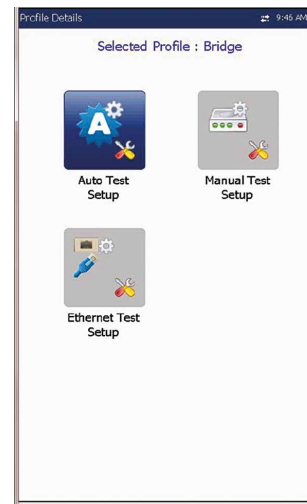 Profile Details
9:45 AM
Selected Profile : Bridge
A
Auto Test
Setup
Manual Test
Setup
Ethernet Test
Setup